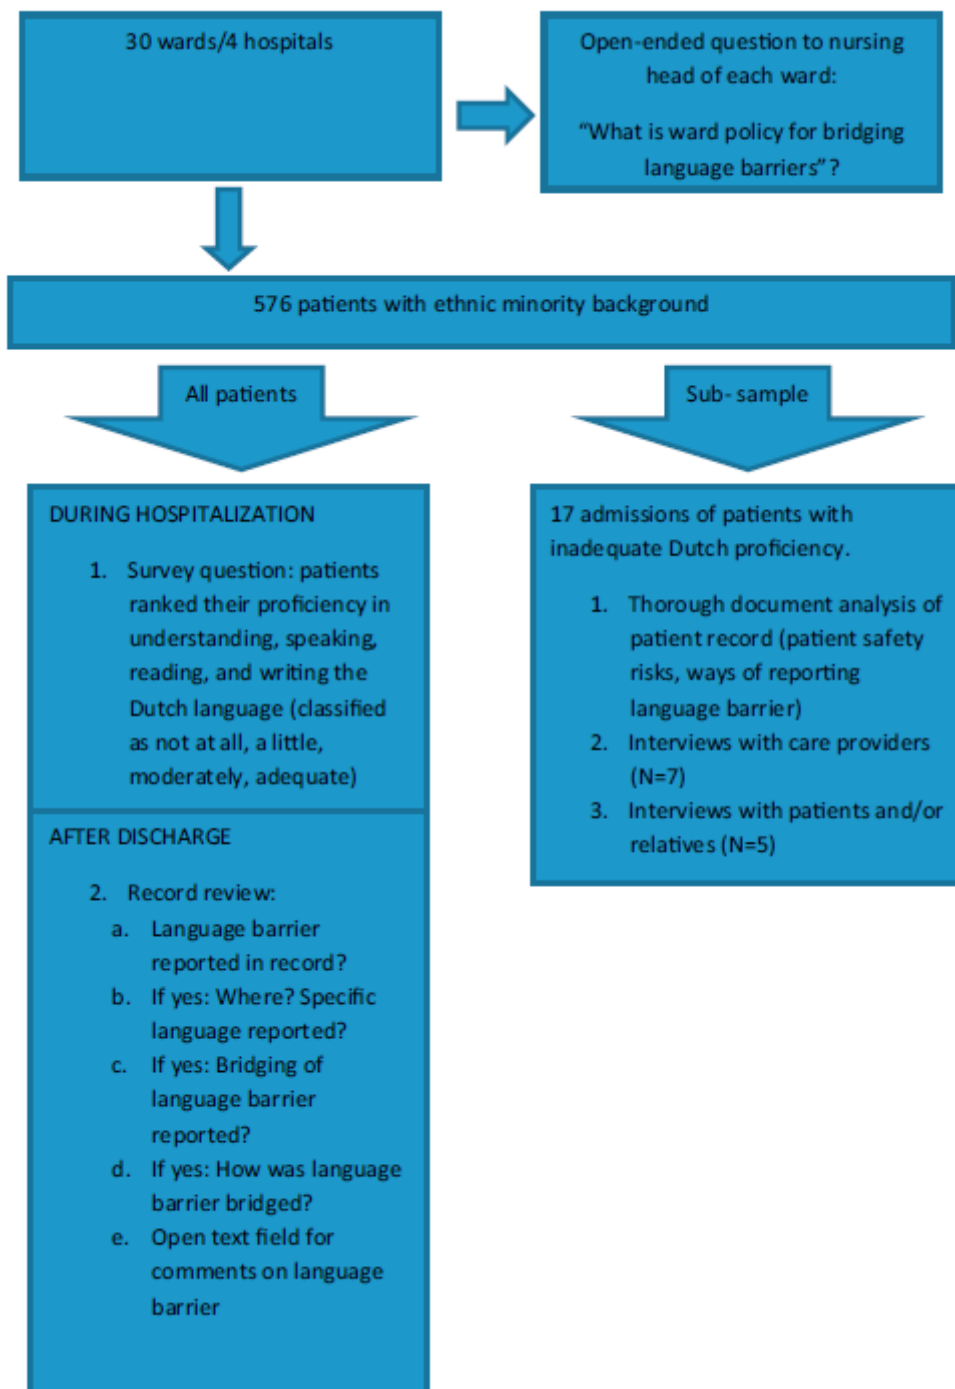 30 wards/4 hospitals
Open-ended question to nursing
head of each ward:
“What is ward policy for bridging
language barriers”?
576 patients with ethnic minority background
All patients
Sub- sample
DURING HOSPITALIZATION
1. Survey question: patients
ranked their proficiency in
understanding, speaking,
reading, and writing the
Dutch language (classified
as not at all, a little,
moderately, adequate)
AFTER DISCHARGE
2. Record review:
a. Language barrier
reported in record?
b. If yes: Where? Specific
language reported?
c. If yes: Bridging of
language barrier
reported?
d. If yes: How was language
barrier bridged?
e. Open text field for
comments on language
barrier
17 admissions of patients with
inadequate Dutch proficiency.
1. Thorough document analysis of
patient record (patient safety
risks, ways of reporting
language barrier)
2. Interviews with care providers
(N=7)
3. Interviews with patients and/or
relatives (N=5)